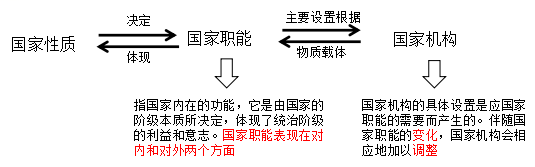 决定
主要设置根据
国家性质
国家职能
国家机构
体现
物质载体
指国家内在的功能，它是由国家的
阶级本质所决定，体现了统治阶级
的利益和意志。国家职能表现在对
内和对外两个方面
国家机构的具体设置是应国家
职能的需要而产生的。伴随国
家职能的变化，国家机构会相
应地加以调整